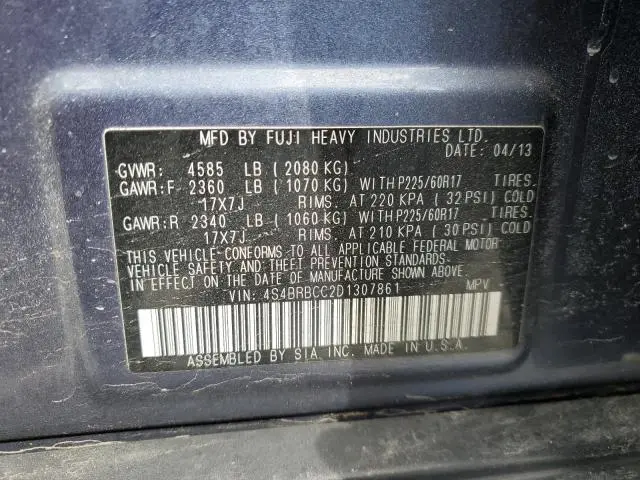 MFD BY FUJI HEAVY INDUSTRIES LTD.
DATE: 04/13
GVWR: 4585 LB ( 2080 KG)
GAWR:F 2360 LB ( 1070 KG) WITH P225/60R17 TIRES.
17X7J RIMS. AT 220 KPA ( 32 PSI) COLD
GAWR:R 2340 LB ( 1060 KG) WITH P225/60R17 TIRES.
17X7J RIMS. AT 210 KPA ( 30 PSI) COLD
THIS VEHICLE CONFORMS TO ALL APPLICABLE FEDERAL MOTOR
VEHICLE SAFETY AND THEFT PREVENTION STANDARDS
IN EFFECT ON THE DATE OF MANUFACTURE SHOWN ABOVE.
VIN: 4S4BRBCC2D1307861 MPV
ASSEMBLED BY SIA INC. MADE IN U.S.A.